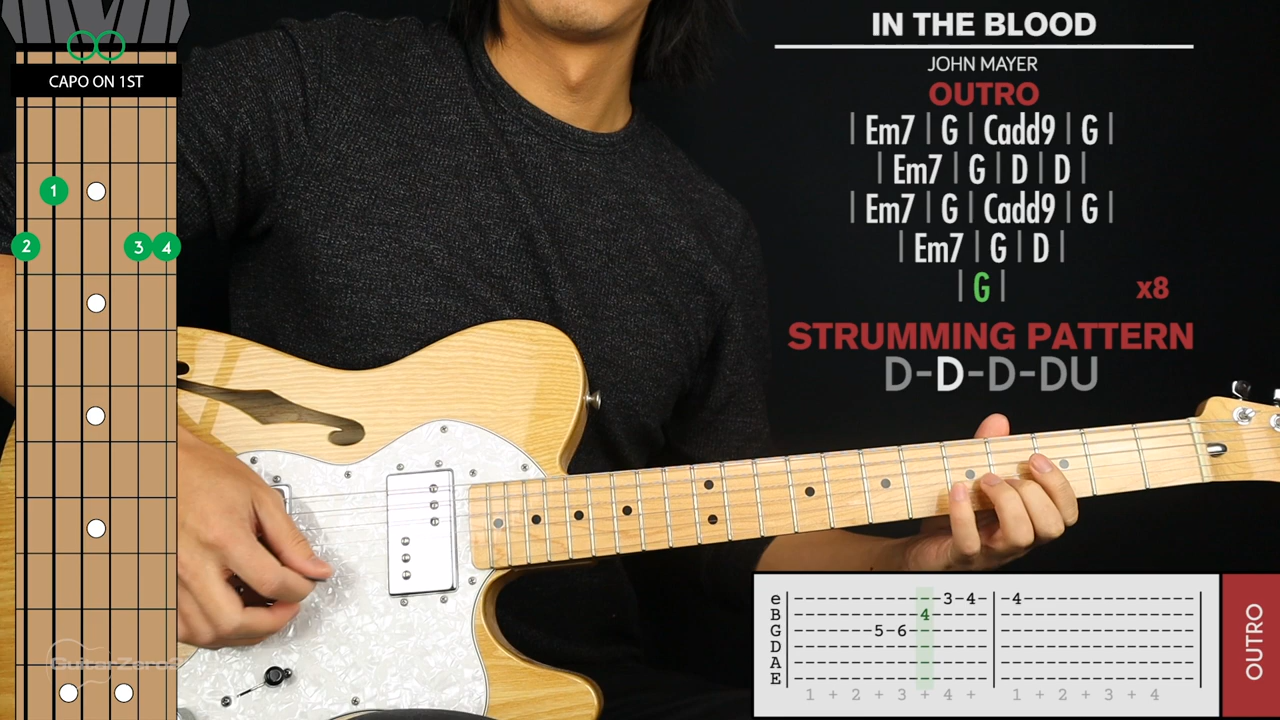 IN THE BLOOD
JOHN MAYER
OUTRO
| Em7 | G | Cadd9 | G |
| Em7 | G | D | D |
| Em7 | G | Cadd9 | G |
| Em7 | G | D |
| G | x8
STRUMMING PATTERN
D-D-D-DU
CAPO ON 1ST
1
2 3 4
e|-----------3-4-|-4---------------|
B|---------4-----|-----------------|
G|-----5-6-------|-----------------|
D|---------------|-----------------|
A|---------------|-----------------|
E|---------------|-----------------|
1 + 2 + 3 + 4 + 1 + 2 + 3 + 4
OUTRO